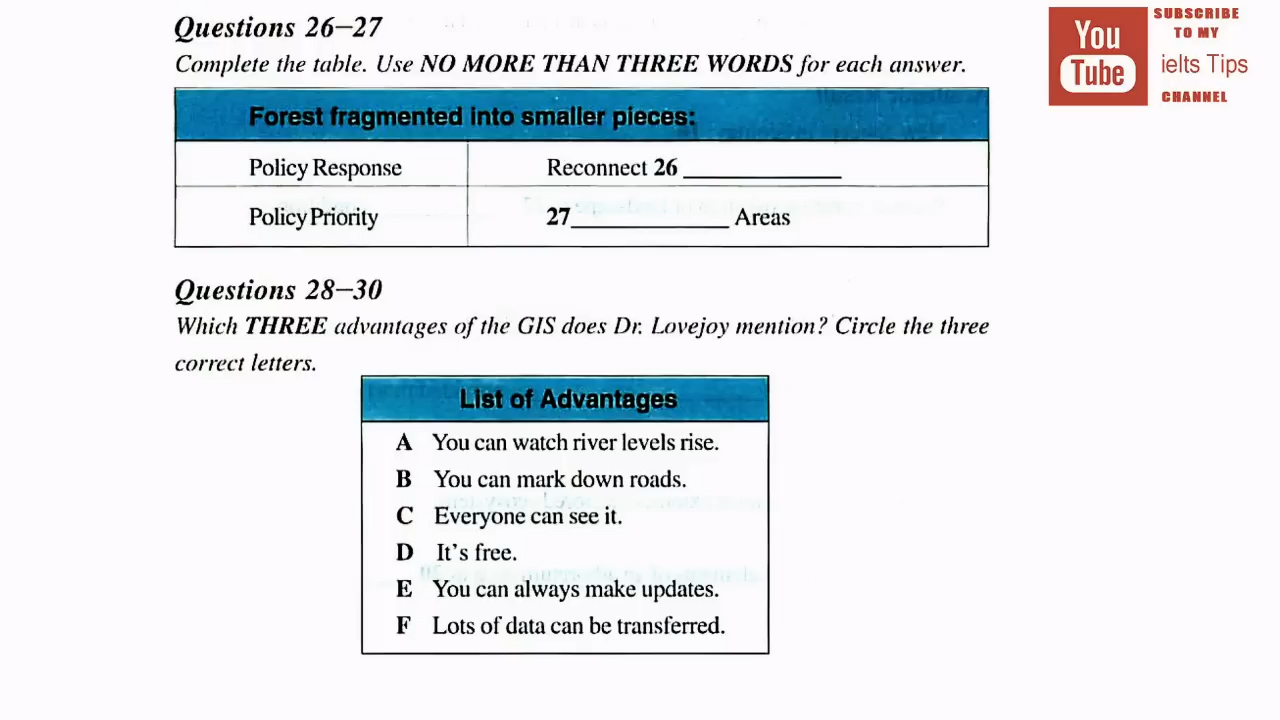 Questions 26–27
Complete the table. Use NO MORE THAN THREE WORDS for each answer.
Forest fragmented into smaller pieces:
Policy Response Reconnect 26 ____________
Policy Priority 27____________ Areas
Questions 28–30
Which THREE advantages of the GIS does Dr. Lovejoy mention? Circle the three
correct letters.
List of Advantages
A You can watch river levels rise.
B You can mark down roads.
C Everyone can see it.
D It's free.
E You can always make updates.
F Lots of data can be transferred.
You
Tube
SUBSCRIBE
TO MY
ielts Tips
CHANNEL